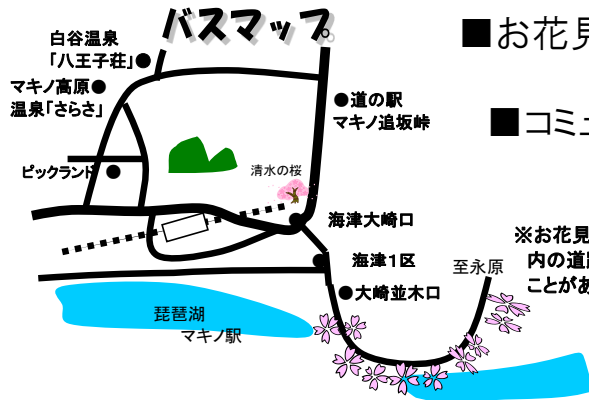 バスマップ
■お花見
白谷温泉
「八王子荘」●
マキノ高原●
温泉「さらさ」
●道の駅
マキノ追坂峠
■コミュ
ピックランド ●
清水の桜
海津大崎口
※お花見
内の道路
ことがあ
海津1区
至永原
●大崎並木口
琵琶湖
マキノ駅